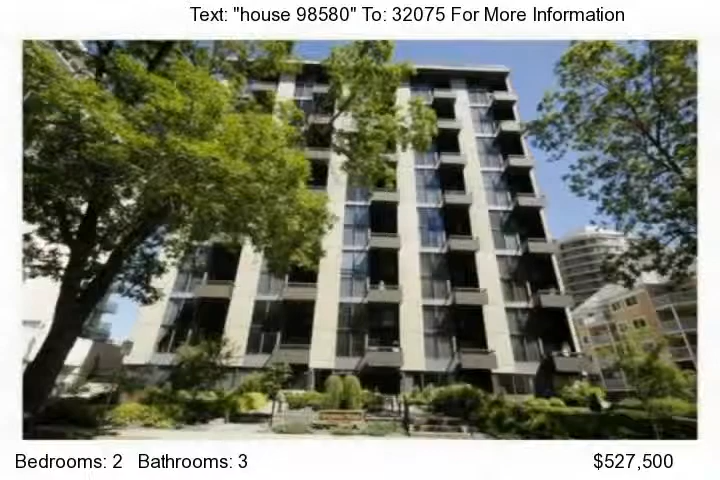 Text: "house 98580" To: 32075 For More Information
Bedrooms: 2 Bathrooms: 3 $527,500